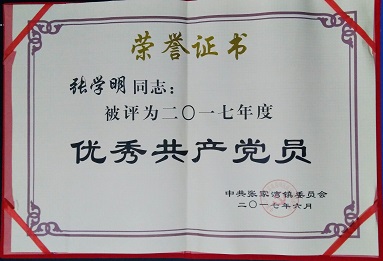 荣誉证书
张学明同志：
被评为二〇一七年度
优秀共产党员
中共张家湾镇委员会
二〇一七年六月